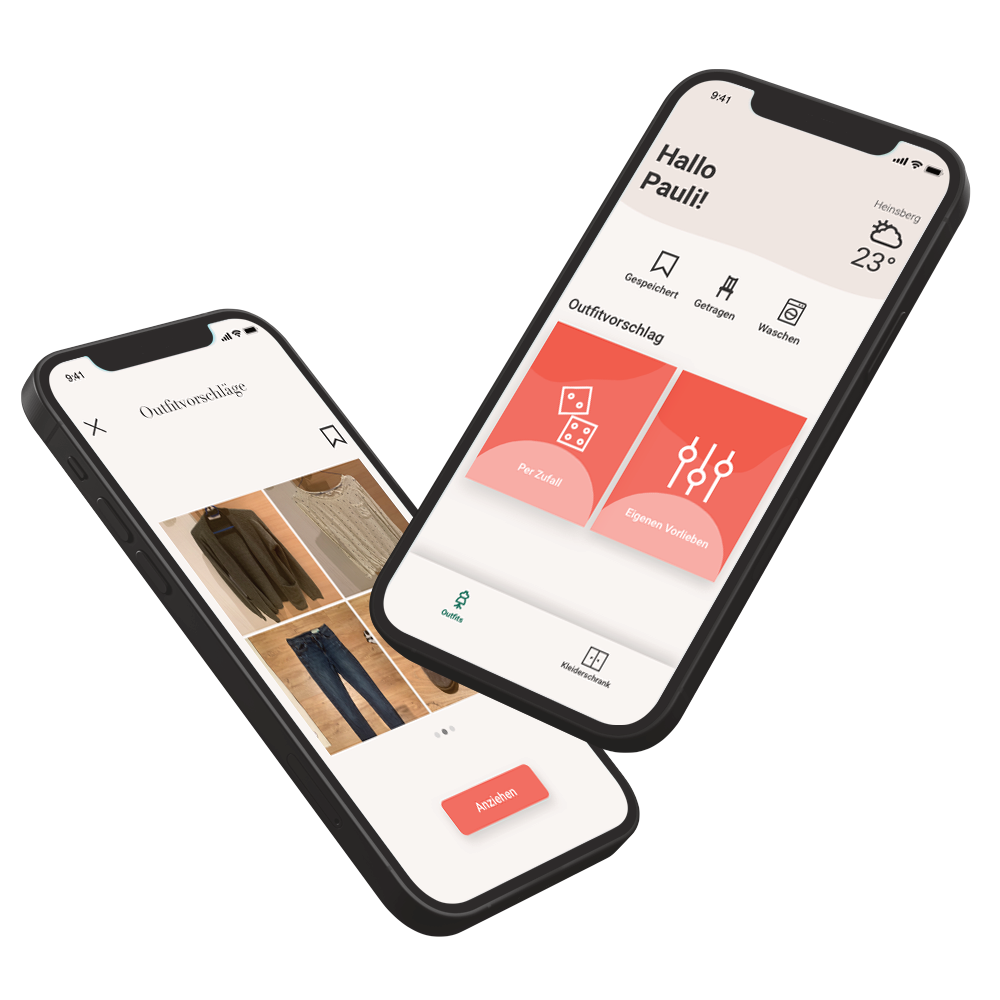 9:41
Hallo
Pauli!
Heinsberg
23°
Gespeichert
Getragen
Waschen
Outfitvorschlag
Per Zufall
Eigenen Vorlieben
Outfits
Kleiderschrank
9:41
Outfitvorschläge
Anziehen